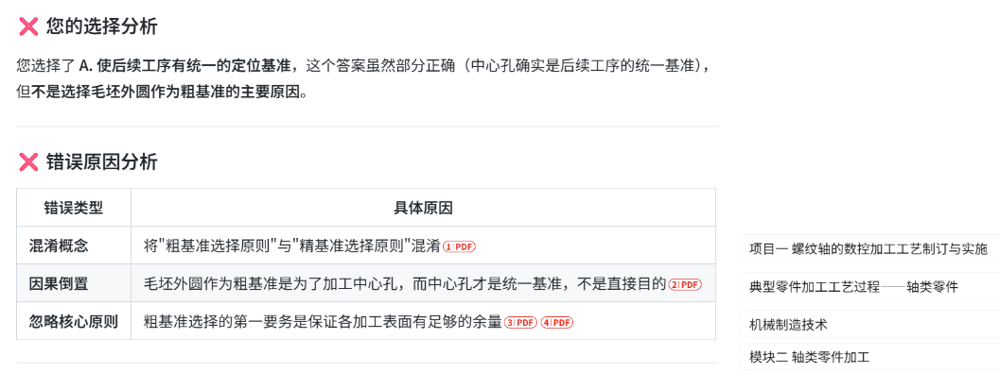 ❌ 您的选择分析
您选择了 A. 使后续工序有统一的定位基准，这个答案虽然部分正确（中心孔确实是后续工序的统一基准），
但不是选择毛坯外圆作为粗基准的主要原因。
❌ 错误原因分析
错误类型 具体原因
混淆概念 将"粗基准选择原则"与"精基准选择原则"混淆 1 | PDF
因果倒置 毛坯外圆作为粗基准是为了加工中心孔，而中心孔才是统一基准，不是直接目的 2 | PDF
忽略核心原则 粗基准选择的第一要务是保证各加工表面有足够的余量 3 | PDF 4 | PDF
项目一 螺纹轴的数控加工工艺制订与实施
典型零件加工工艺过程——轴类零件
机械制造技术
模块二 轴类零件加工